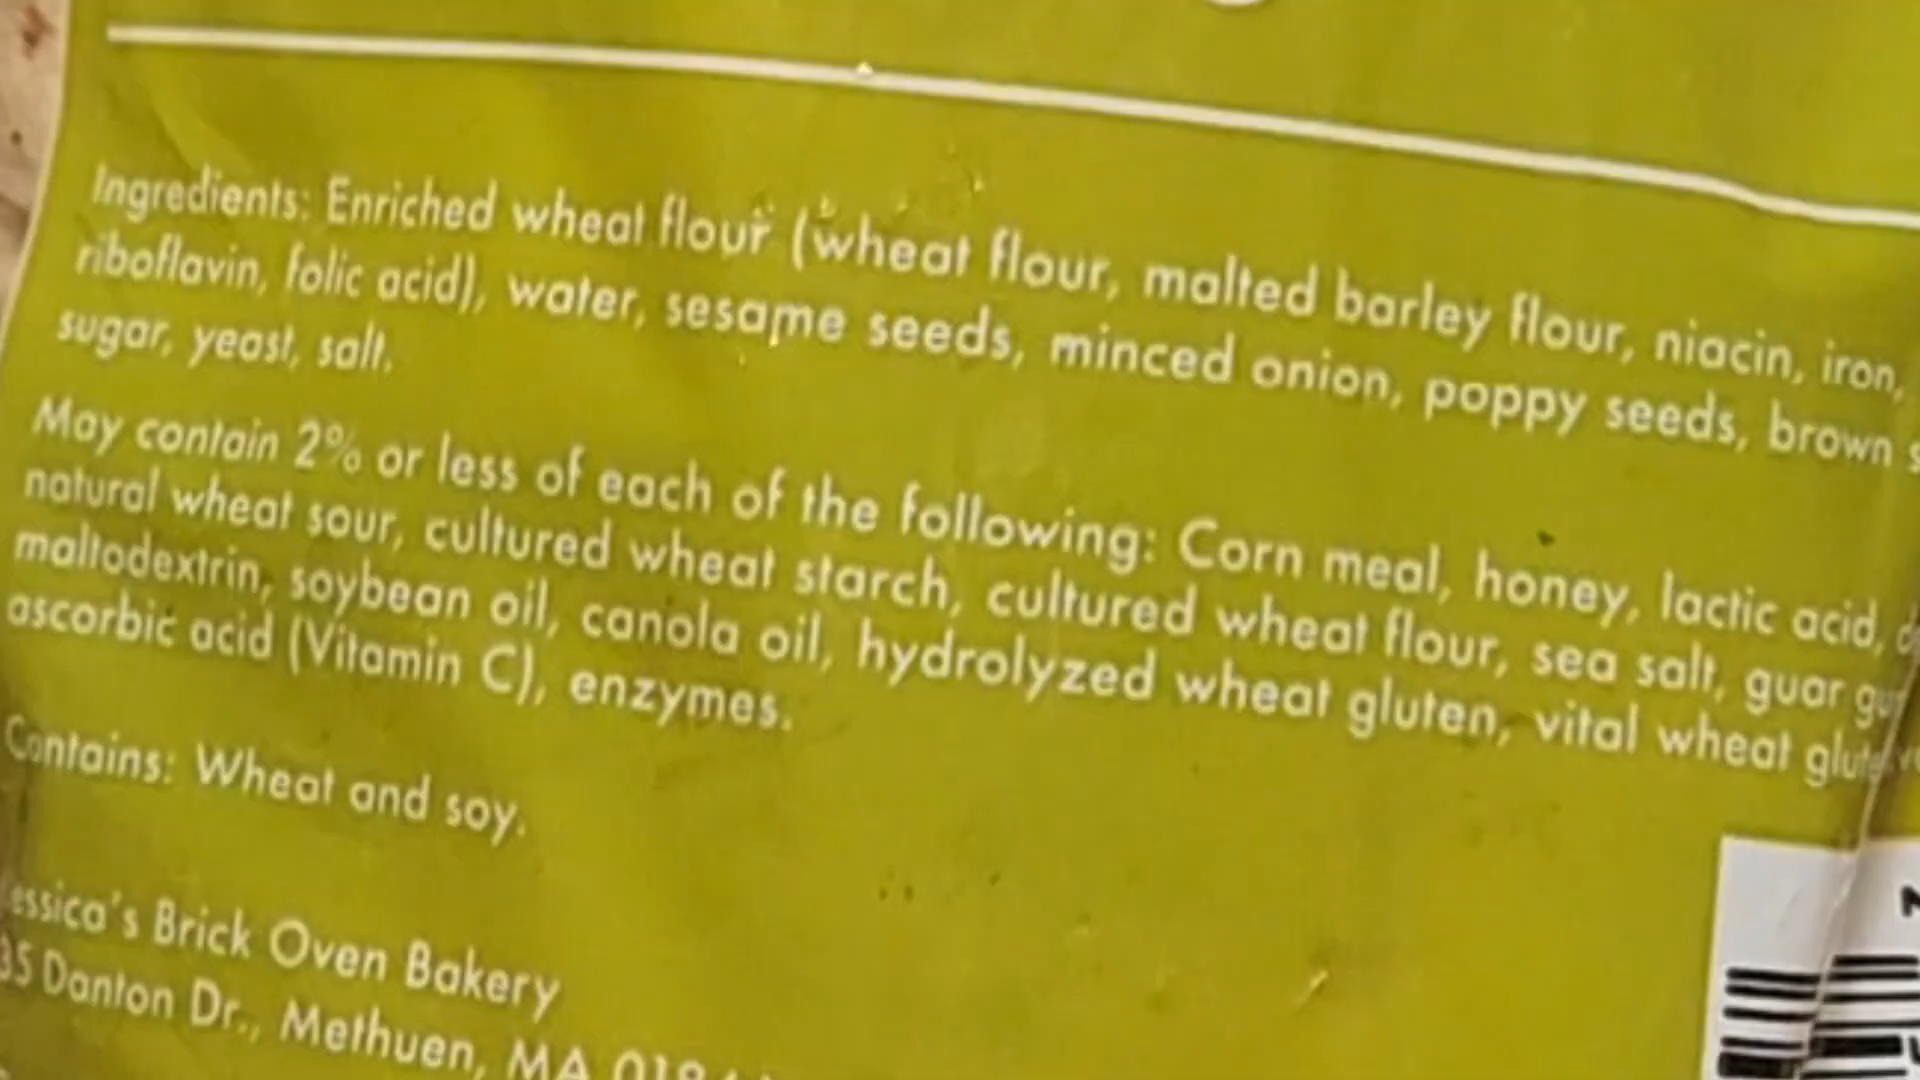 Ingredients: Enriched wheat flour (wheat flour, malted barley flour, niacin, iron,
riboflavin, folic acid), water, sesame seeds, minced onion, poppy seeds, brown
sugar, yeast, salt.
May contain 2% or less of each of the following: Corn meal, honey, lactic acid,
natural wheat sour, cultured wheat starch, cultured wheat flour, sea salt, guar
maltodextrin, soybean oil, canola oil, hydrolyzed wheat gluten, vital wheat
ascorbic acid (Vitamin C), enzymes.
Contains: Wheat and soy.
essica's Brick Oven Bakery
35 Danton Dr., Methuen, MA